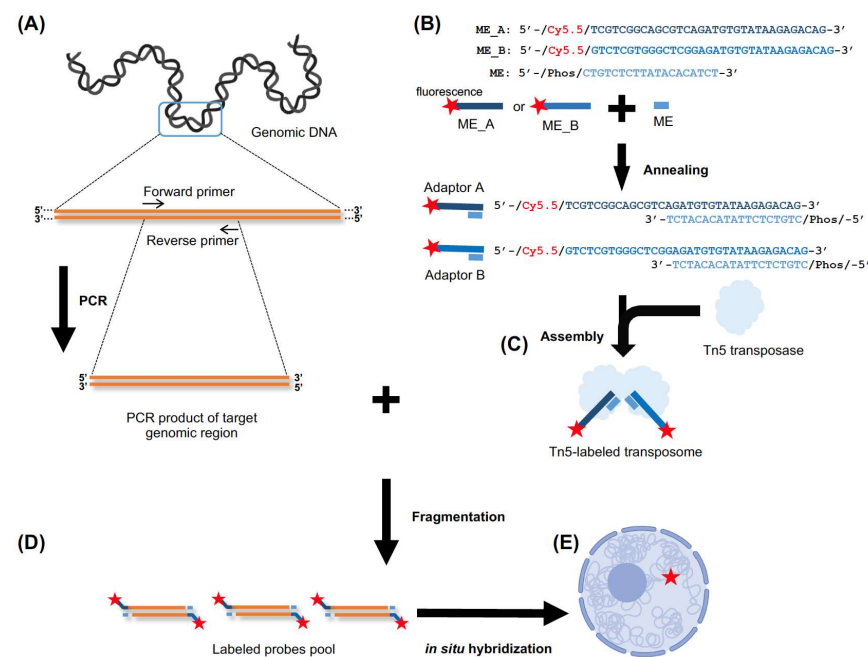 (A)
Genomic DNA
Forward primer
5'
3'
3'
5'
Reverse primer
PCR
5'
3'
3'
5'
PCR product of target
genomic region
(B)
ME_A: 5'-/Cy5.5/TCGTCGGCAGCGTCAGATGTGTATAAGAGACAG-3'
ME_B: 5'-/Cy5.5/GTCTCGTGGGCTCGGAGATGTGTATAAGAGACAG-3'
ME: 5'-/Phos/CTGTCTCTTATACACATCT-3'
fluorescence
or
ME_A
ME_B
ME
Annealing
Adaptor A
5'-/Cy5.5/TCGTCGGCAGCGTCAGATGTGTATAAGAGACAG-3'
3'-TCTACACATATTCTCTGTC/Phos/-5'
5'-/Cy5.5/GTCTCGTGGGCTCGGAGATGTGTATAAGAGACAG-3'
Adaptor B
3'-TCTACACATATTCTCTGTC/Phos/-5'
Assembly
(C)
Tn5 transposase
Tn5-labeled transposome
Fragmentation
(D)
Labeled probes pool
in situ hybridization
(E)